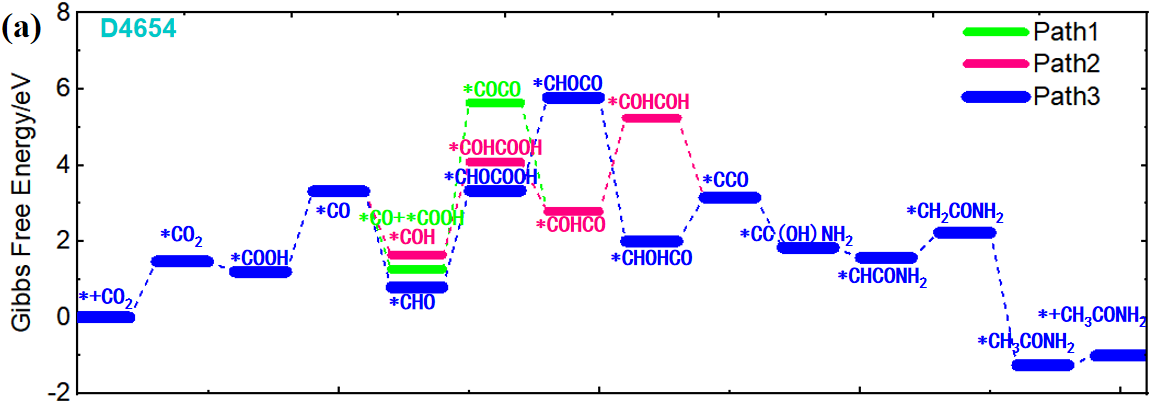 (a)
D4654
Gibbs Free Energy/eV
8
6
4
2
0
-2
Path1
Path2
Path3
*+CO₂
*CO₂
*COOH
*CO
*CO+*COOH
*COH
*CHO
*COCO
*COHCOOH
*CHOCOOH
*CHOCO
*COHCO
*COHCOH
*CHOHCO
*CCO
*CC(OH)NH₂
*CHCONH₂
*CH₂CONH₂
*CH₃CONH₂
*+CH₃CONH₂